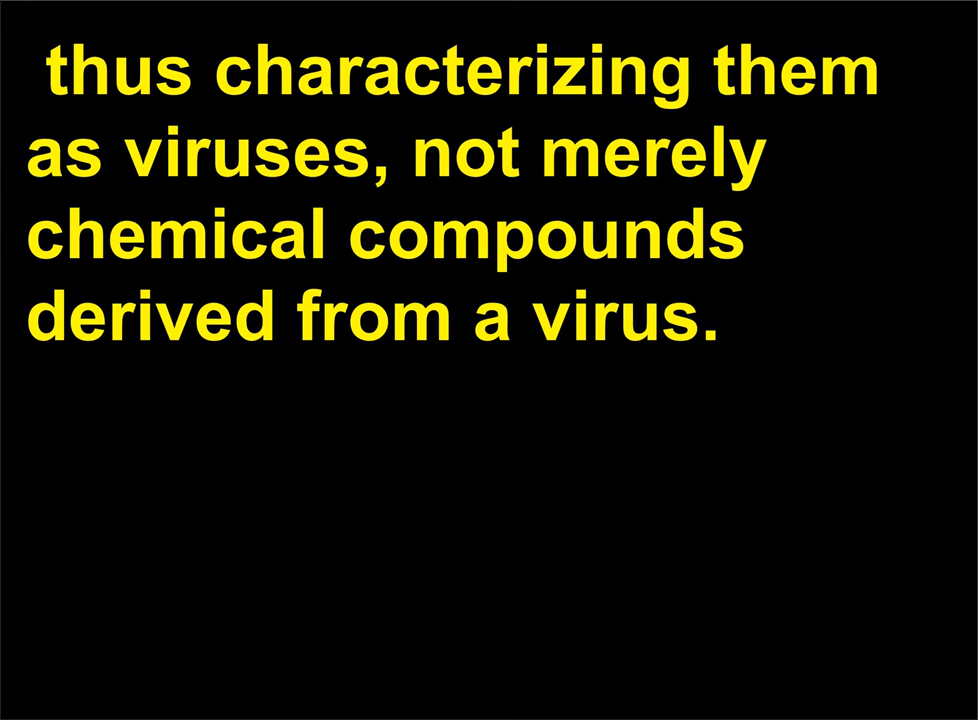 thus characterizing them
as viruses, not merely
chemical compounds
derived from a virus.